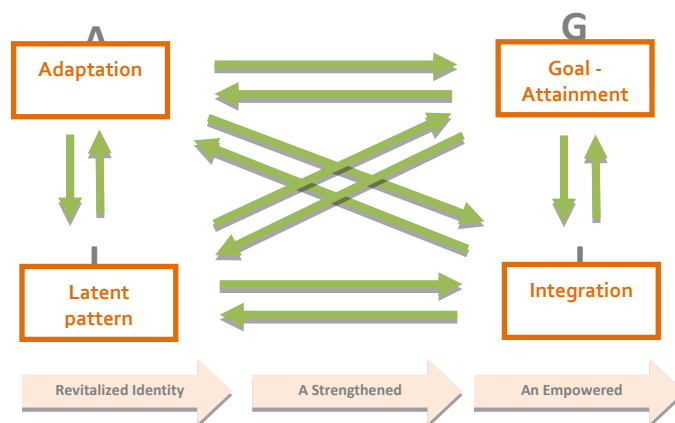 A
G
Adaptation
Goal -
Attainment
Latent
pattern
Integration
Revitalized Identity
A Strengthened
An Empowered